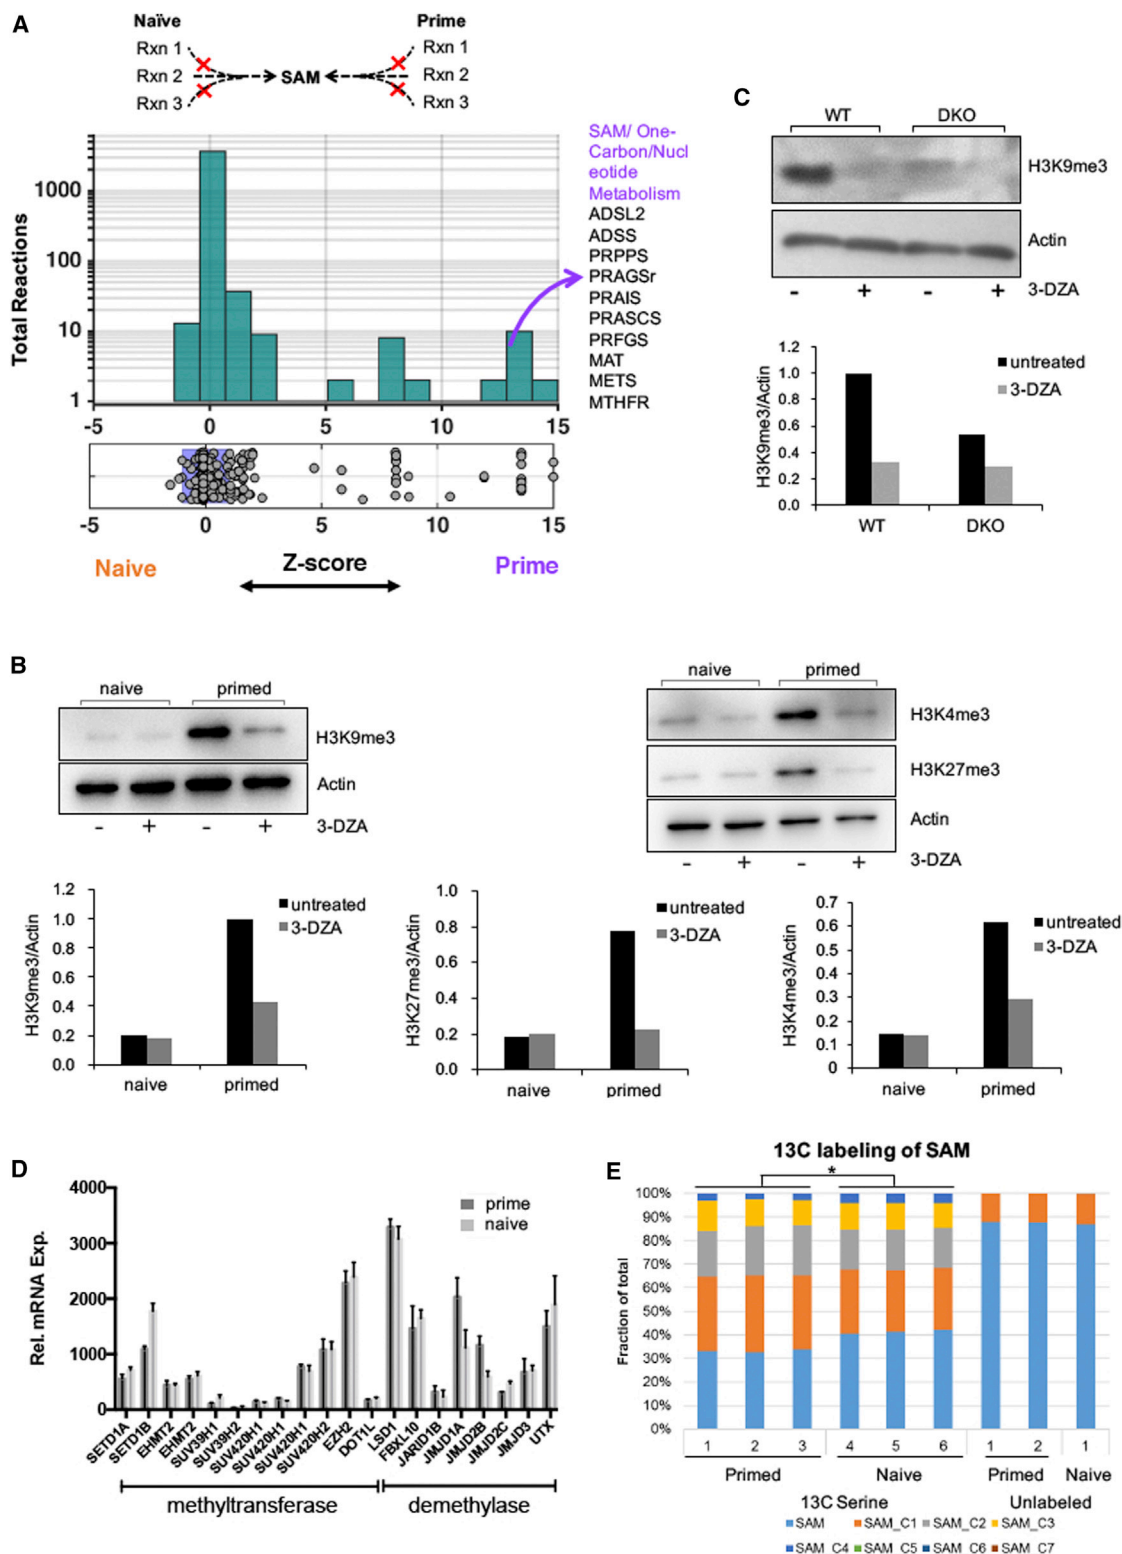 A
Naïve
Prime
Rxn 1
Rxn 1
Rxn 2
SAM
Rxn 2
Rxn 3
Rxn 3
SAM/ One-
Carbon/Nucl
eotide
Metabolism
ADSL2
ADSS
PRPPS
PRAGSr
PRAIS
PRASCS
PRFGS
MAT
METS
MTHFR
Total Reactions
1000
100
10
1
-5 0 5 10 15
-5 0 5 10 15
Naive
Z-score
Prime
C
WT DKO
H3K9me3
Actin
- + - + 3-DZA
H3K9me3/Actin
1.2
1.0
0.8
0.6
0.4
0.2
0.0
untreated
3-DZA
WT DKO
B
naive primed
H3K9me3
Actin
- + - + 3-DZA
naive primed
H3K4me3
H3K27me3
Actin
- + - + 3-DZA
H3K9me3/Actin
1.2
1.0
0.8
0.6
0.4
0.2
0.0
untreated
3-DZA
naive primed
H3K27me3/Actin
1.0
0.8
0.6
0.4
0.2
0.0
untreated
3-DZA
naive primed
H3K4me3/Actin
0.7
0.6
0.5
0.4
0.3
0.2
0.1
0
untreated
3-DZA
naive primed
D
Rel. mRNA Exp.
4000
3000
2000
1000
0
prime
naive
SETD1A
SETD1B
EHMT2
EHMT2
SUV39H1
SUV39H2
SUV420H1
SUV420H1
SUV420H1
SUV420H2
EZH2
DOT1L
LSD1
FBXL10
JARID1B
JMJD1A
JMJD2B
JMJD2C
JMJD3
UTX
methyltransferase
demethylase
E
13C labeling of SAM
*
Fraction of total
100%
90%
80%
70%
60%
50%
40%
30%
20%
10%
0%
1 2 3 4 5 6 1 2 1
Primed Naive Primed Naive
13C Serine Unlabeled
SAM SAM_C1 SAM_C2 SAM_C3
SAM C4 SAM C5 SAM C6 SAM C7